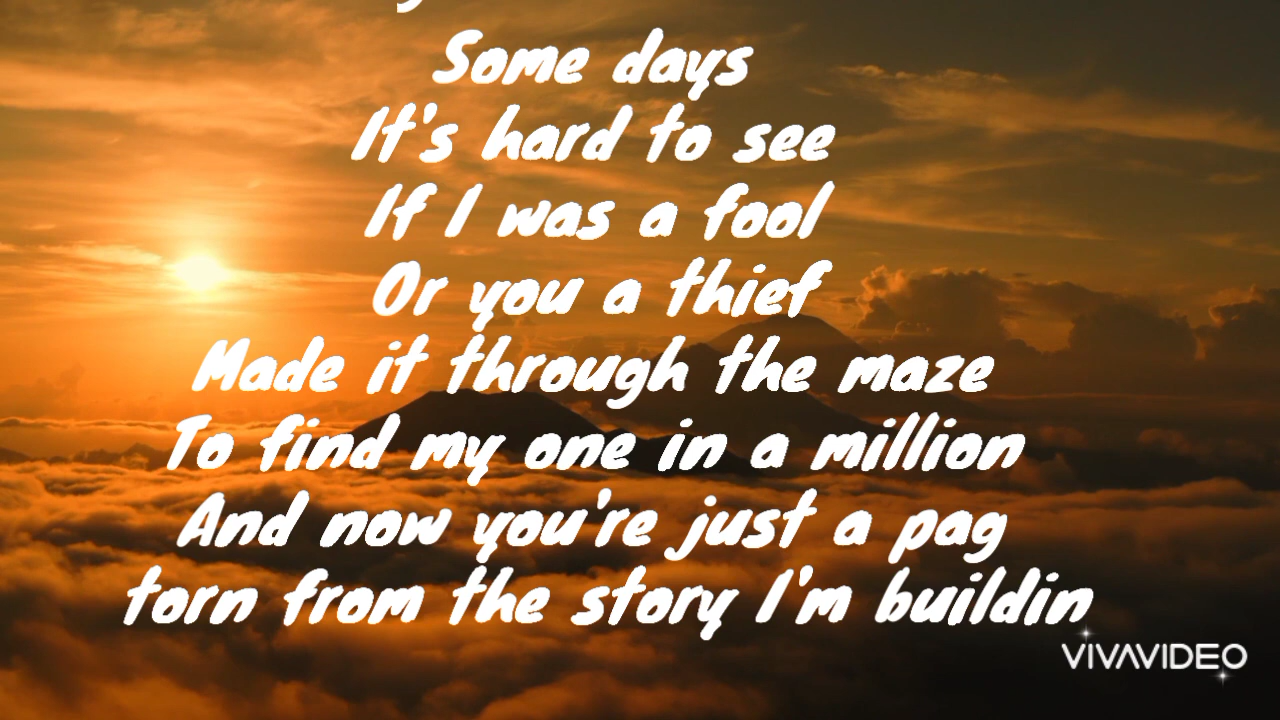 Some days
It's hard to see
If I was a fool
Or you a thief
Made it through the maze
To find my one in a million
And now you're just a pag
torn from the story I'm buildin
VIVAVIDEO